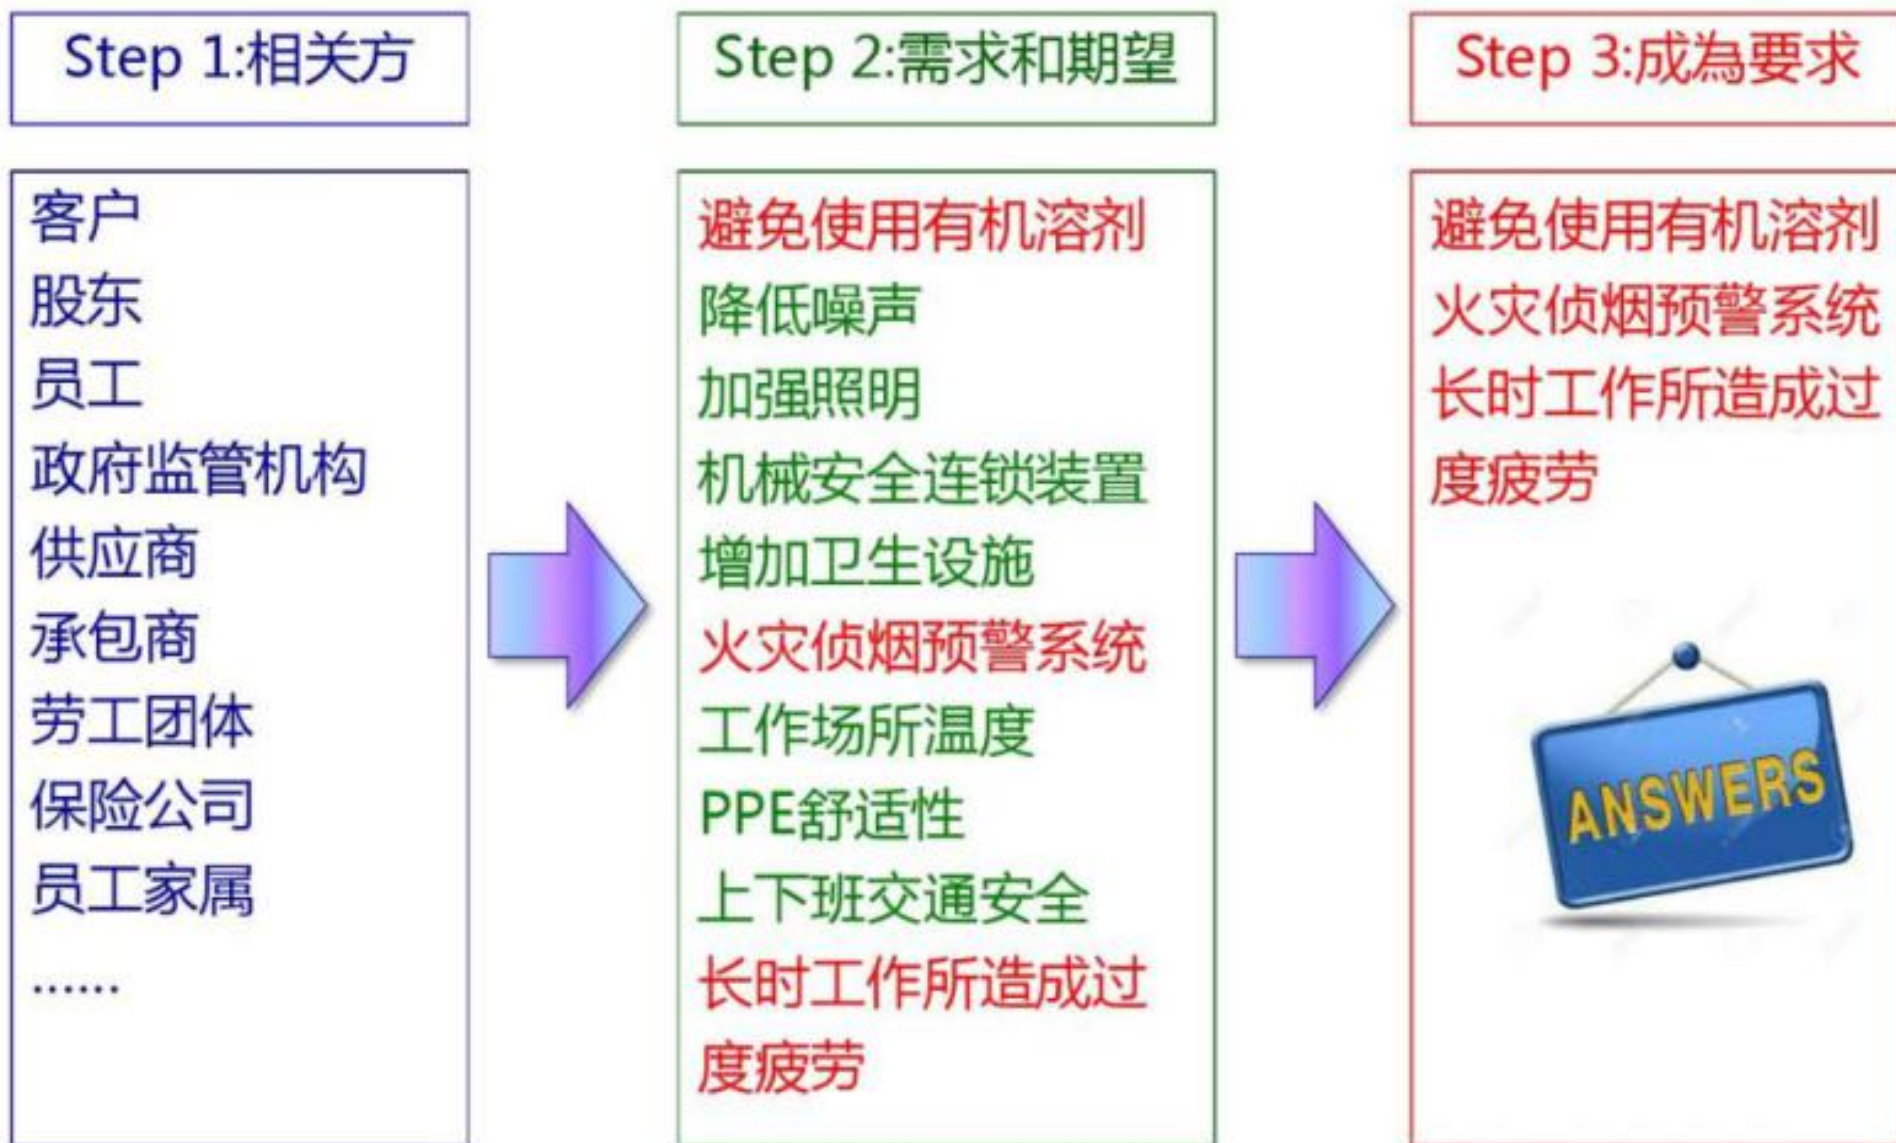 Step 1:相关方
客户
股东
员工
政府监管机构
供应商
承包商
劳工团体
保险公司
员工家属
......
Step 2:需求和期望
避免使用有机溶剂
降低噪声
加强照明
机械安全连锁装置
增加卫生设施
火灾侦烟预警系统
工作场所温度
PPE舒适性
上下班交通安全
长时工作所造成过
度疲劳
Step 3:成為要求
避免使用有机溶剂
火灾侦烟预警系统
长时工作所造成过
度疲劳
ANSWERS